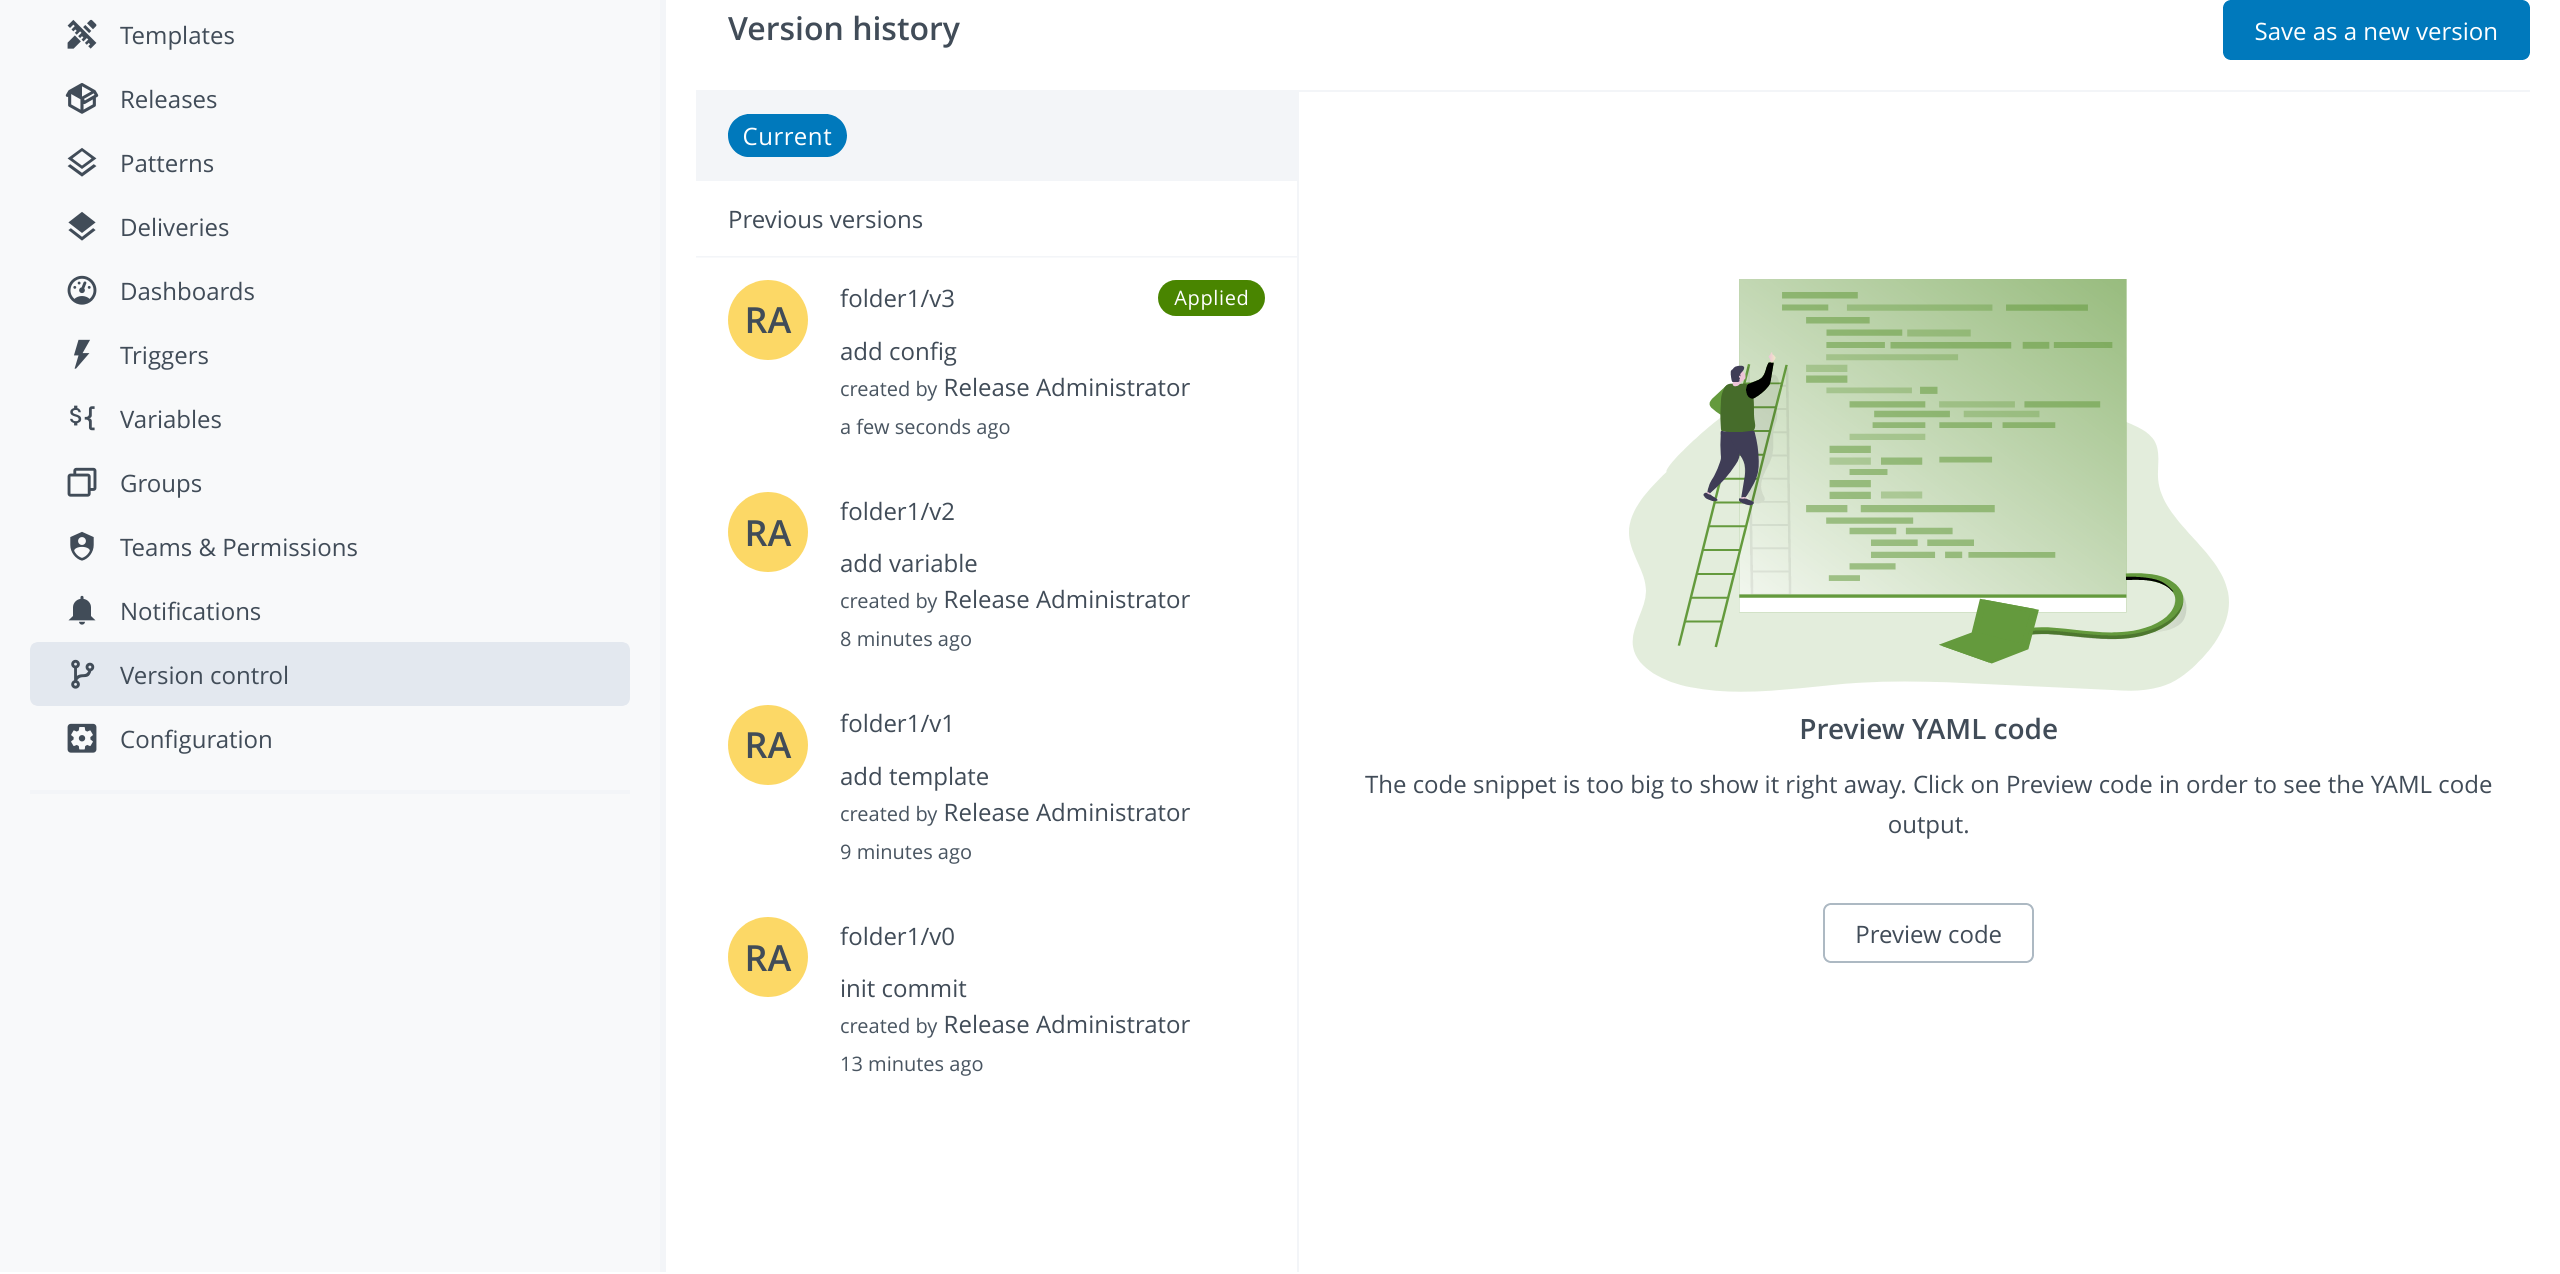 Templates
Releases
Patterns
Deliveries
Dashboards
Triggers
Variables
Groups
Teams & Permissions
Notifications
Version control
Configuration
Version history
Save as a new version
Current
Previous versions
RA
folder1/v3
Applied
add config
created by Release Administrator
a few seconds ago
RA
folder1/v2
add variable
created by Release Administrator
8 minutes ago
RA
folder1/v1
add template
created by Release Administrator
9 minutes ago
RA
folder1/v0
init commit
created by Release Administrator
13 minutes ago
Preview YAML code
The code snippet is too big to show it right away. Click on Preview code in order to see the YAML code
output.
Preview code